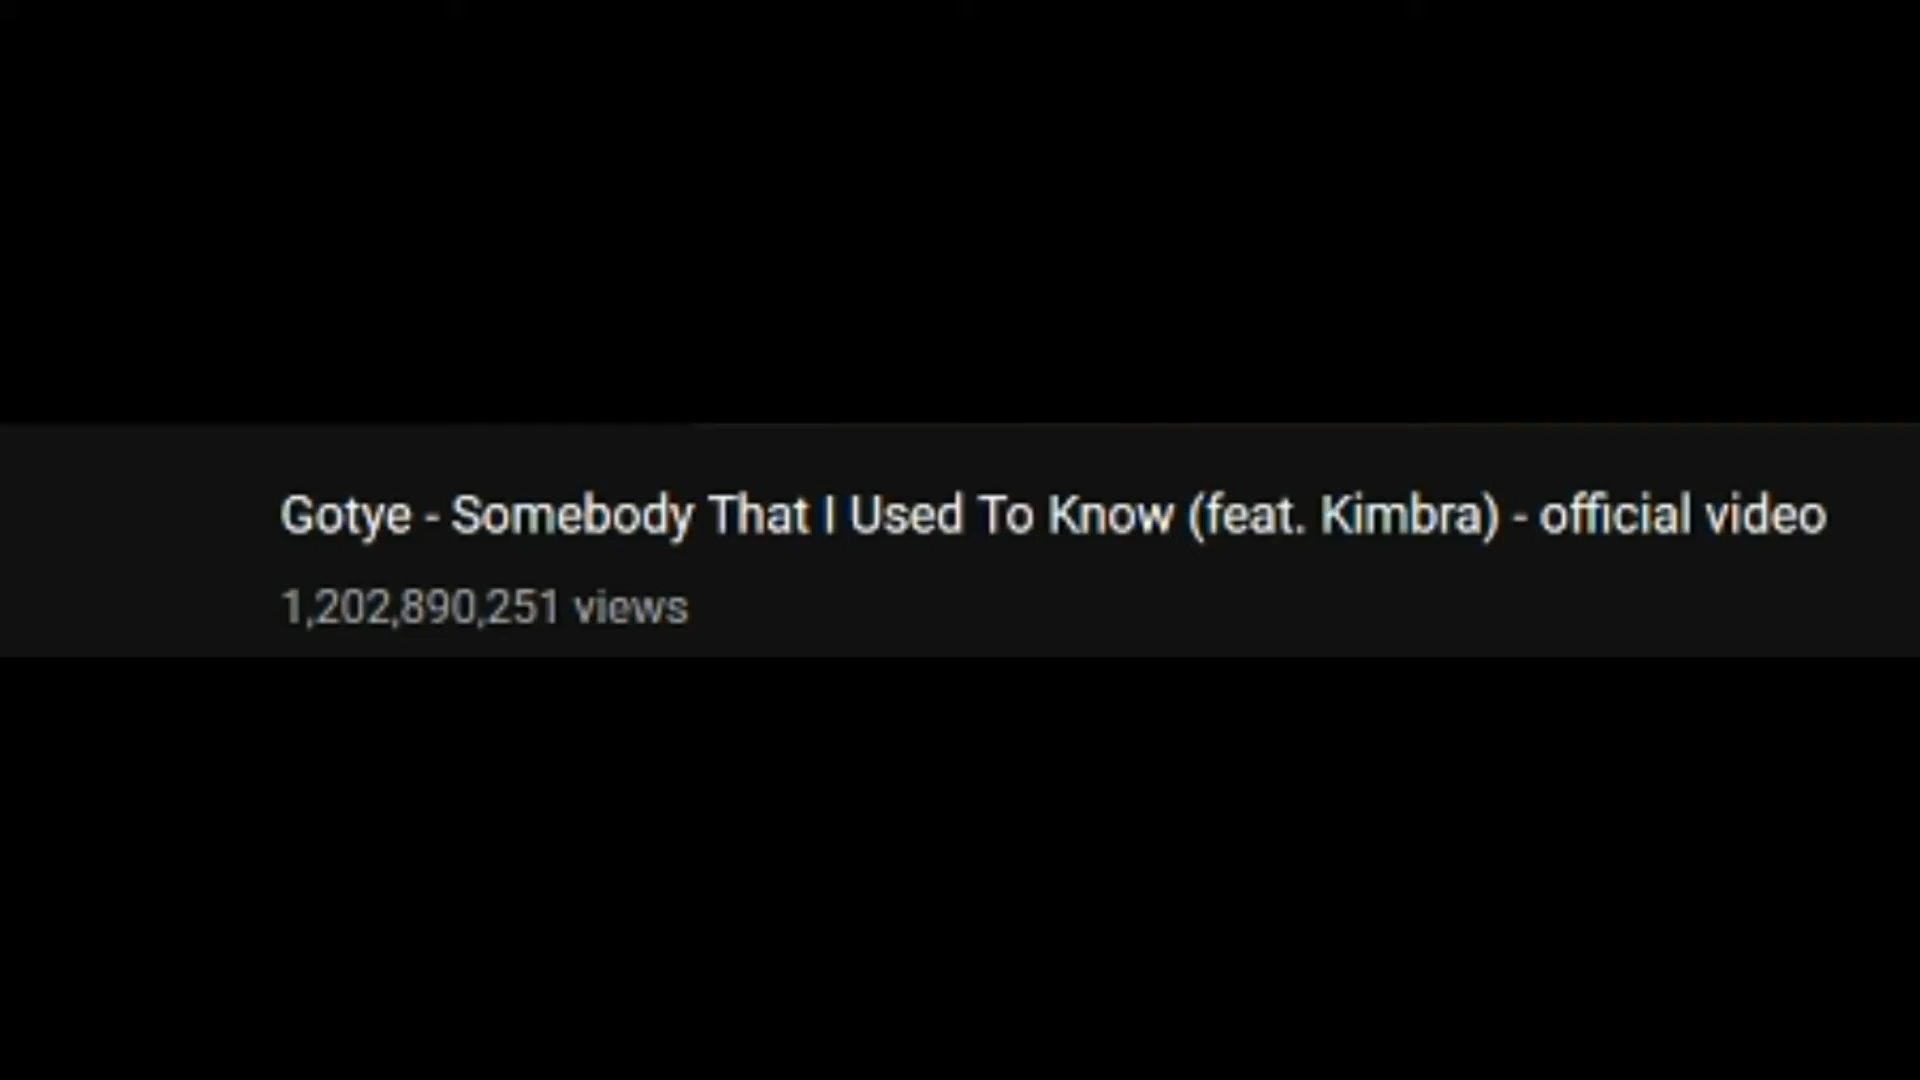 Gotye - Somebody That I Used To Know (feat. Kimbra) - official video
1,202,890,251 views